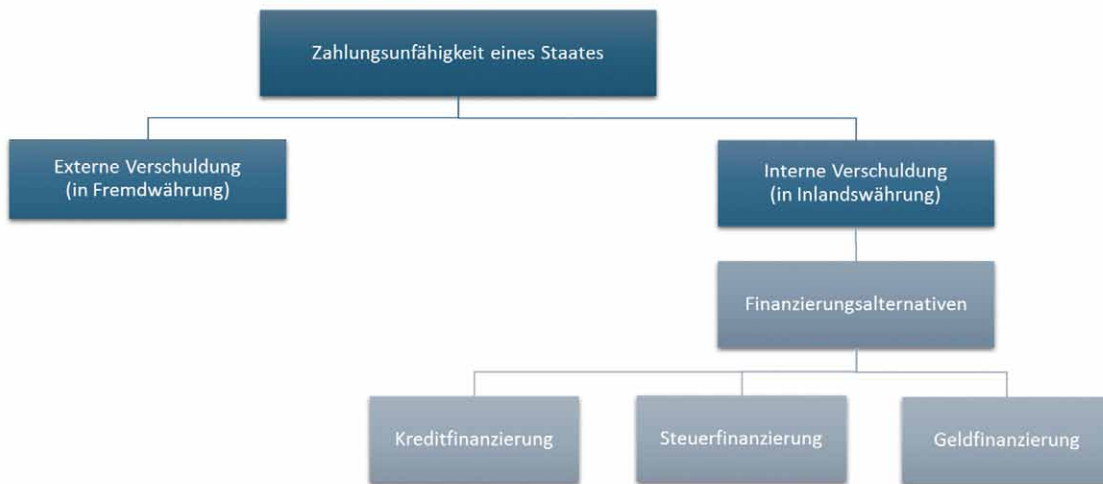 Zahlungsunfähigkeit eines Staates
Externe Verschuldung
(in Fremdwährung)
Interne Verschuldung
(in Inlandswährung)
Finanzierungsalternativen
Kreditfinanzierung
Steuerfinanzierung
Geldfinanzierung